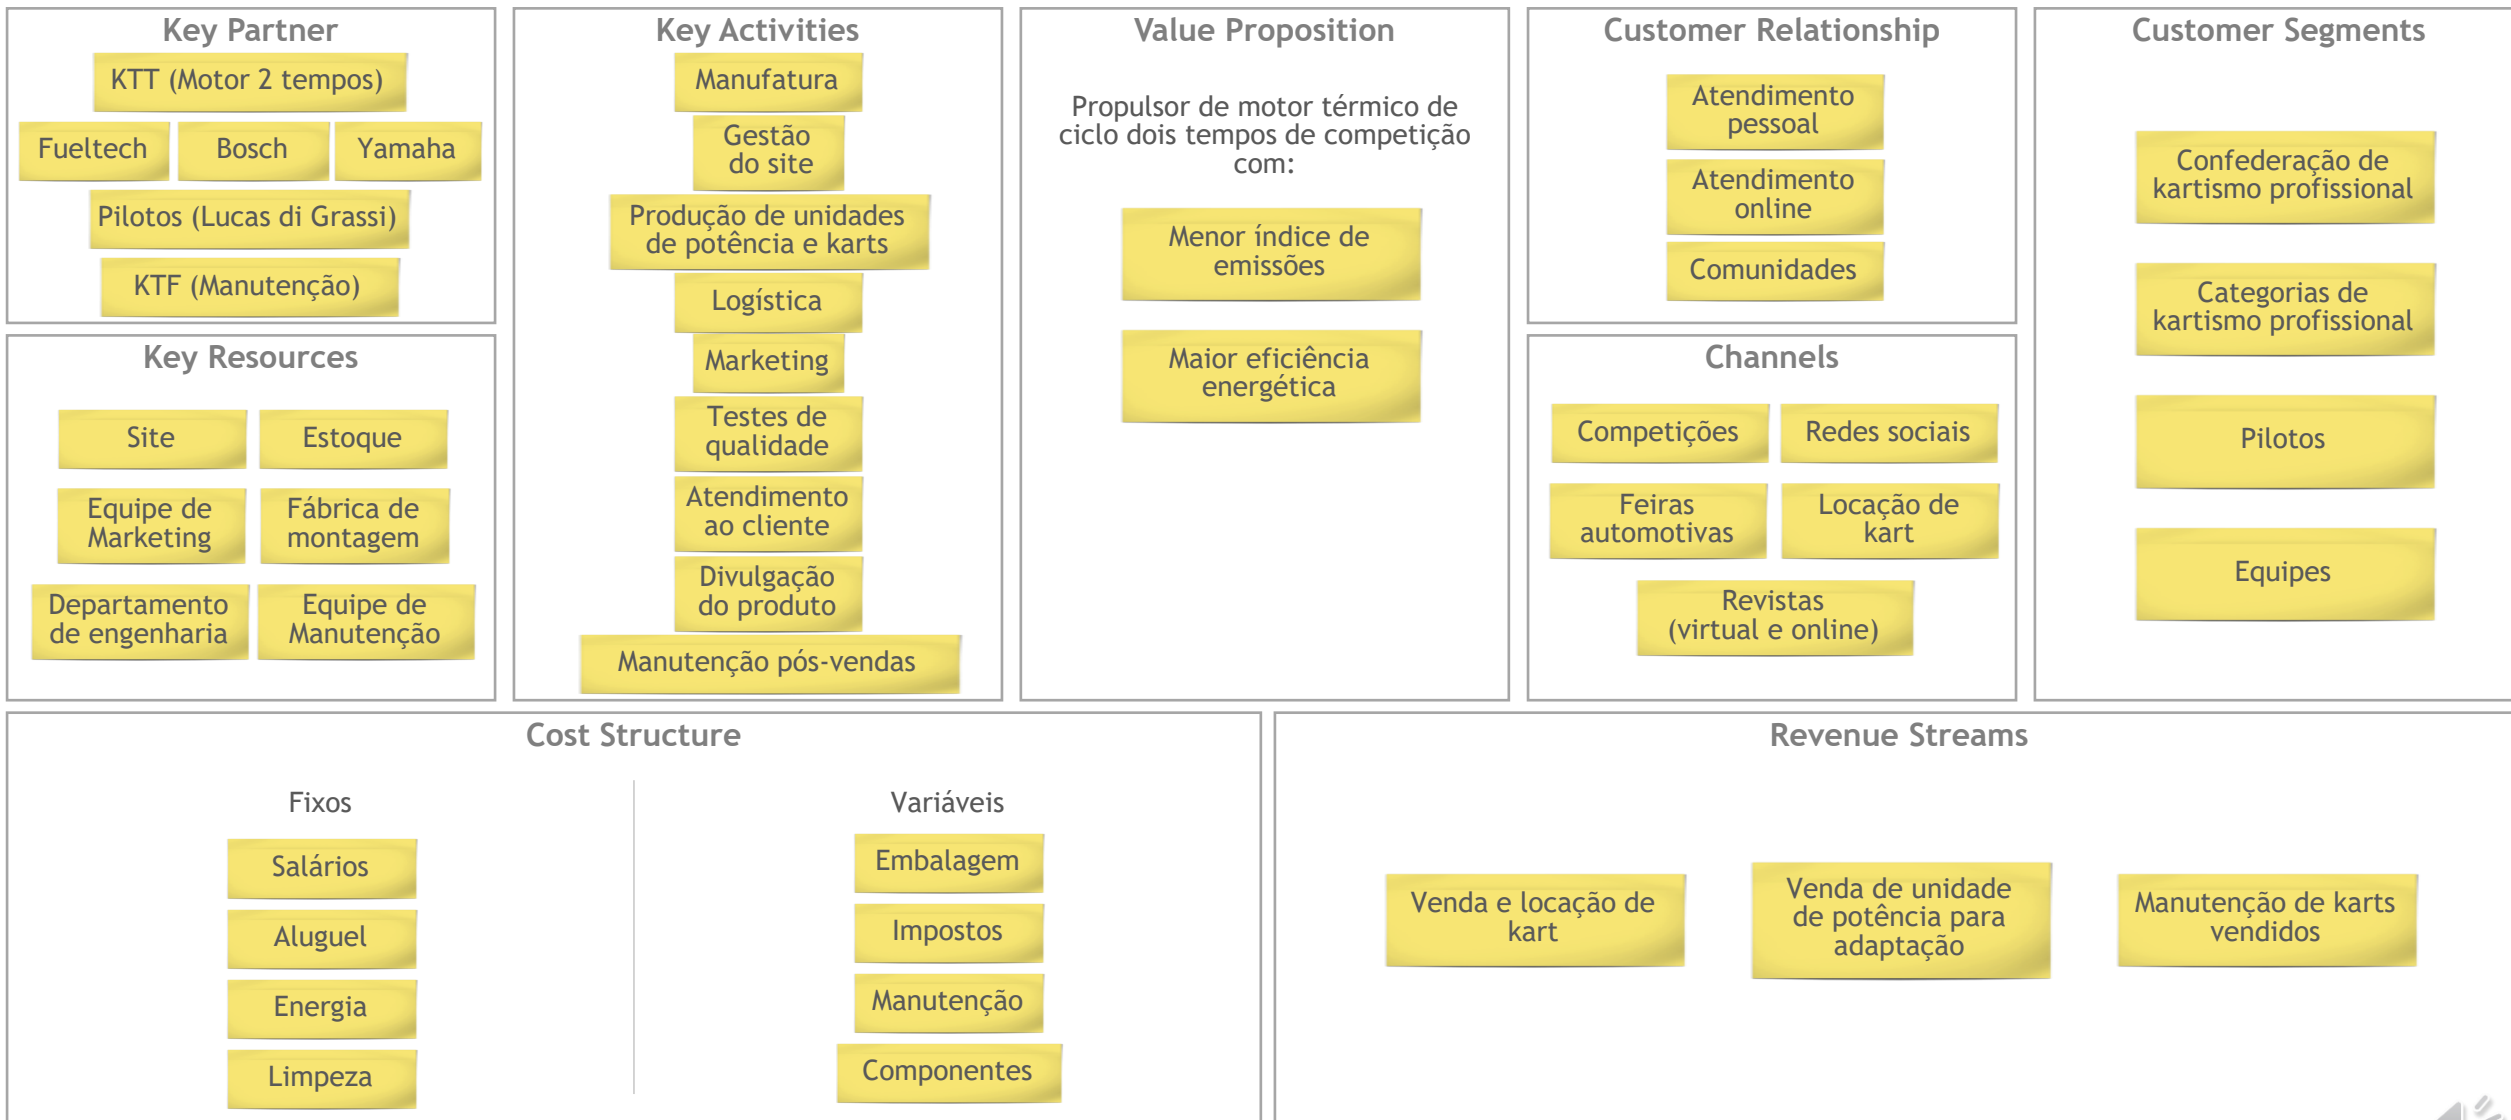 Key Partner
KTT (Motor 2 tempos)
Fueltech
Bosch
Yamaha
Pilotos (Lucas di Grassi)
KTF (Manutenção)
Key Resources
Site
Estoque
Equipe de
Marketing
Fábrica de
montagem
Departamento
de engenharia
Equipe de
Manutenção
Key Activities
Manufatura
Gestão
do site
Produção de unidades
de potência e karts
Logística
Marketing
Testes de
qualidade
Atendimento
ao cliente
Divulgação
do produto
Manutenção pós-vendas
Value Proposition
Propulsor de motor térmico de
ciclo dois tempos de competição
com:
Menor índice de
emissões
Maior eficiência
energética
Customer Relationship
Atendimento
pessoal
Atendimento
online
Comunidades
Channels
Competições
Redes sociais
Feiras
automotivas
Locação de
kart
Revistas
(virtual e online)
Customer Segments
Confederação de
kartismo profissional
Categorias de
kartismo profissional
Pilotos
Equipes
Cost Structure
Fixos
Salários
Aluguel
Energia
Limpeza
Variáveis
Embalagem
Impostos
Manutenção
Componentes
Revenue Streams
Venda e locação de
kart
Venda de unidade
de potência para
adaptação
Manutenção de karts
vendidos